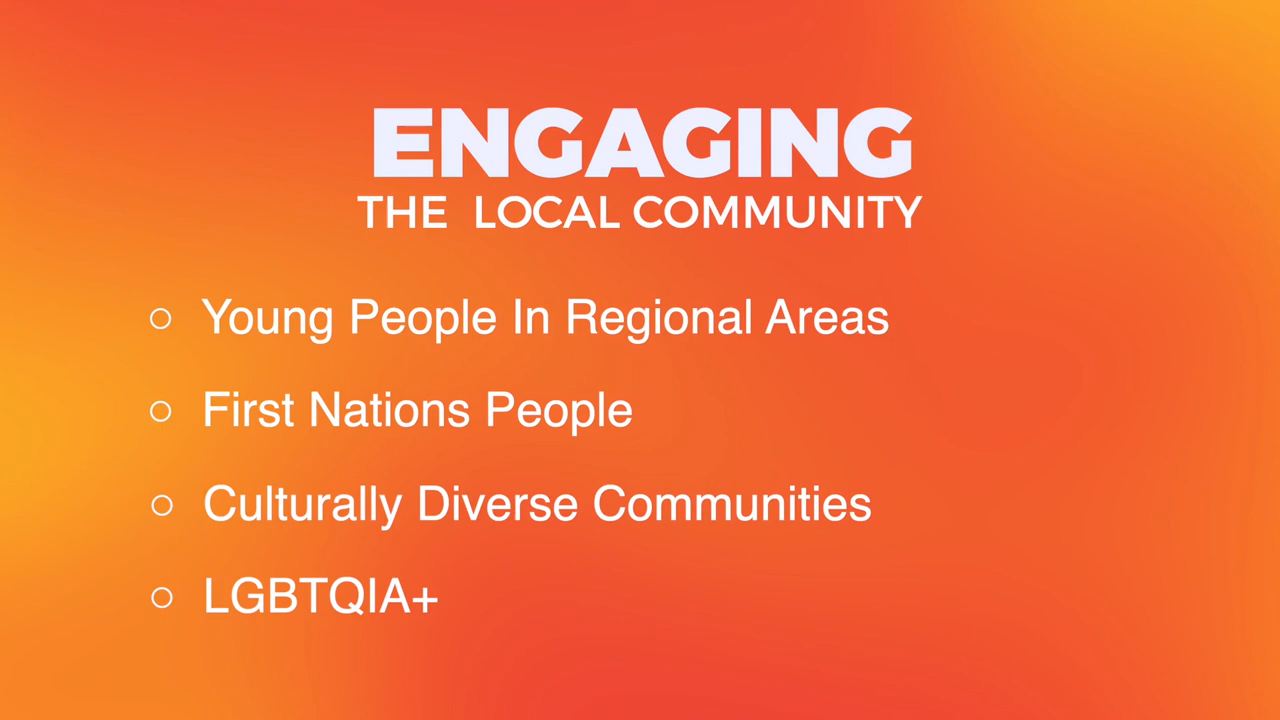 ENGAGING
THE LOCAL COMMUNITY
○ Young People In Regional Areas
○ First Nations People
○ Culturally Diverse Communities
○ LGBTQIA+